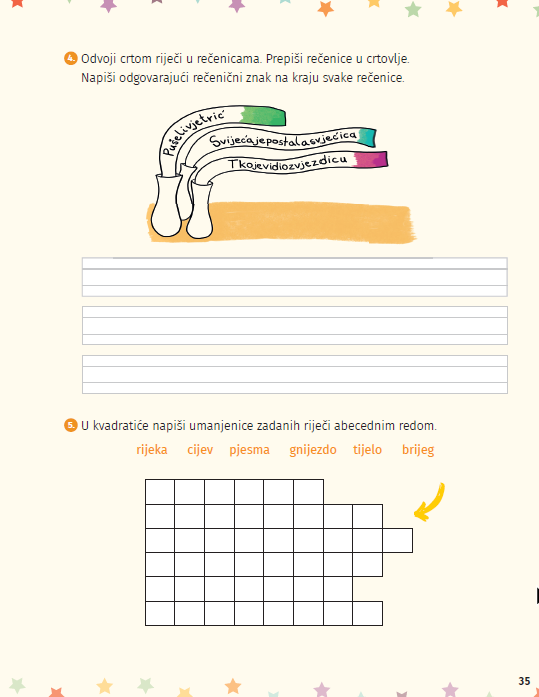 4. Odvoji crtom riječi u rečenicama. Prepiši rečenice u crtovlje.
Napiši odgovarajući rečenični znak na kraju svake rečenice.
Pušelivjetrić
Svijećajepostalasvjećica
Tkojevidiozvjezdicu
5. U kvadratiće napiši umanjenice zadanih riječi abecednim redom.
rijeka cijev pjesma gnijezdo tijelo brijeg
35